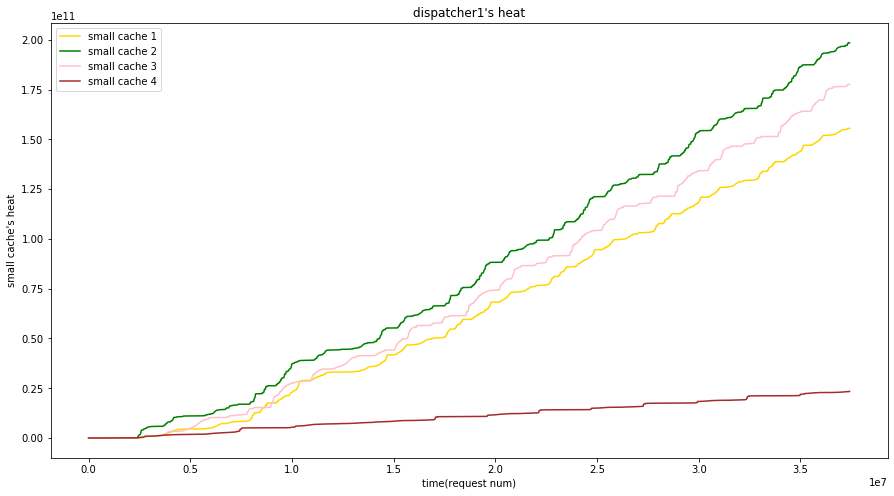 dispatcher1's heat
1e11
small cache 1
small cache 2
small cache 3
small cache 4
2.00
1.75
1.50
1.25
1.00
0.75
0.50
0.25
0.00
small cache's heat
0.0 0.5 1.0 1.5 2.0 2.5 3.0 3.5
1e7
time(request num)